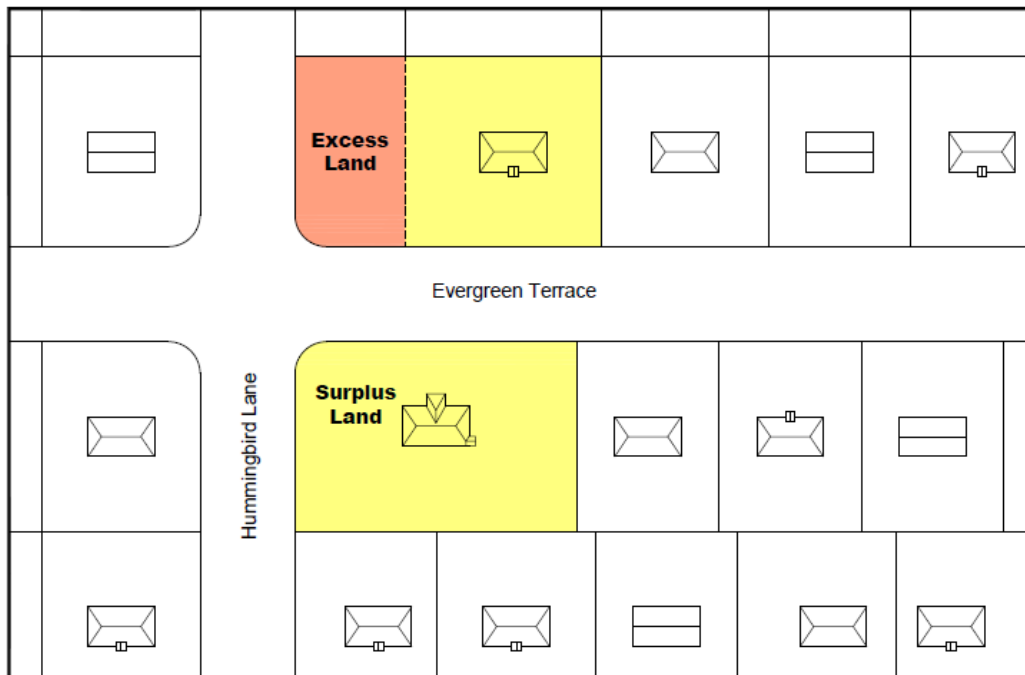 Excess
Land
Evergreen Terrace
Surplus
Land
Hummingbird Lane